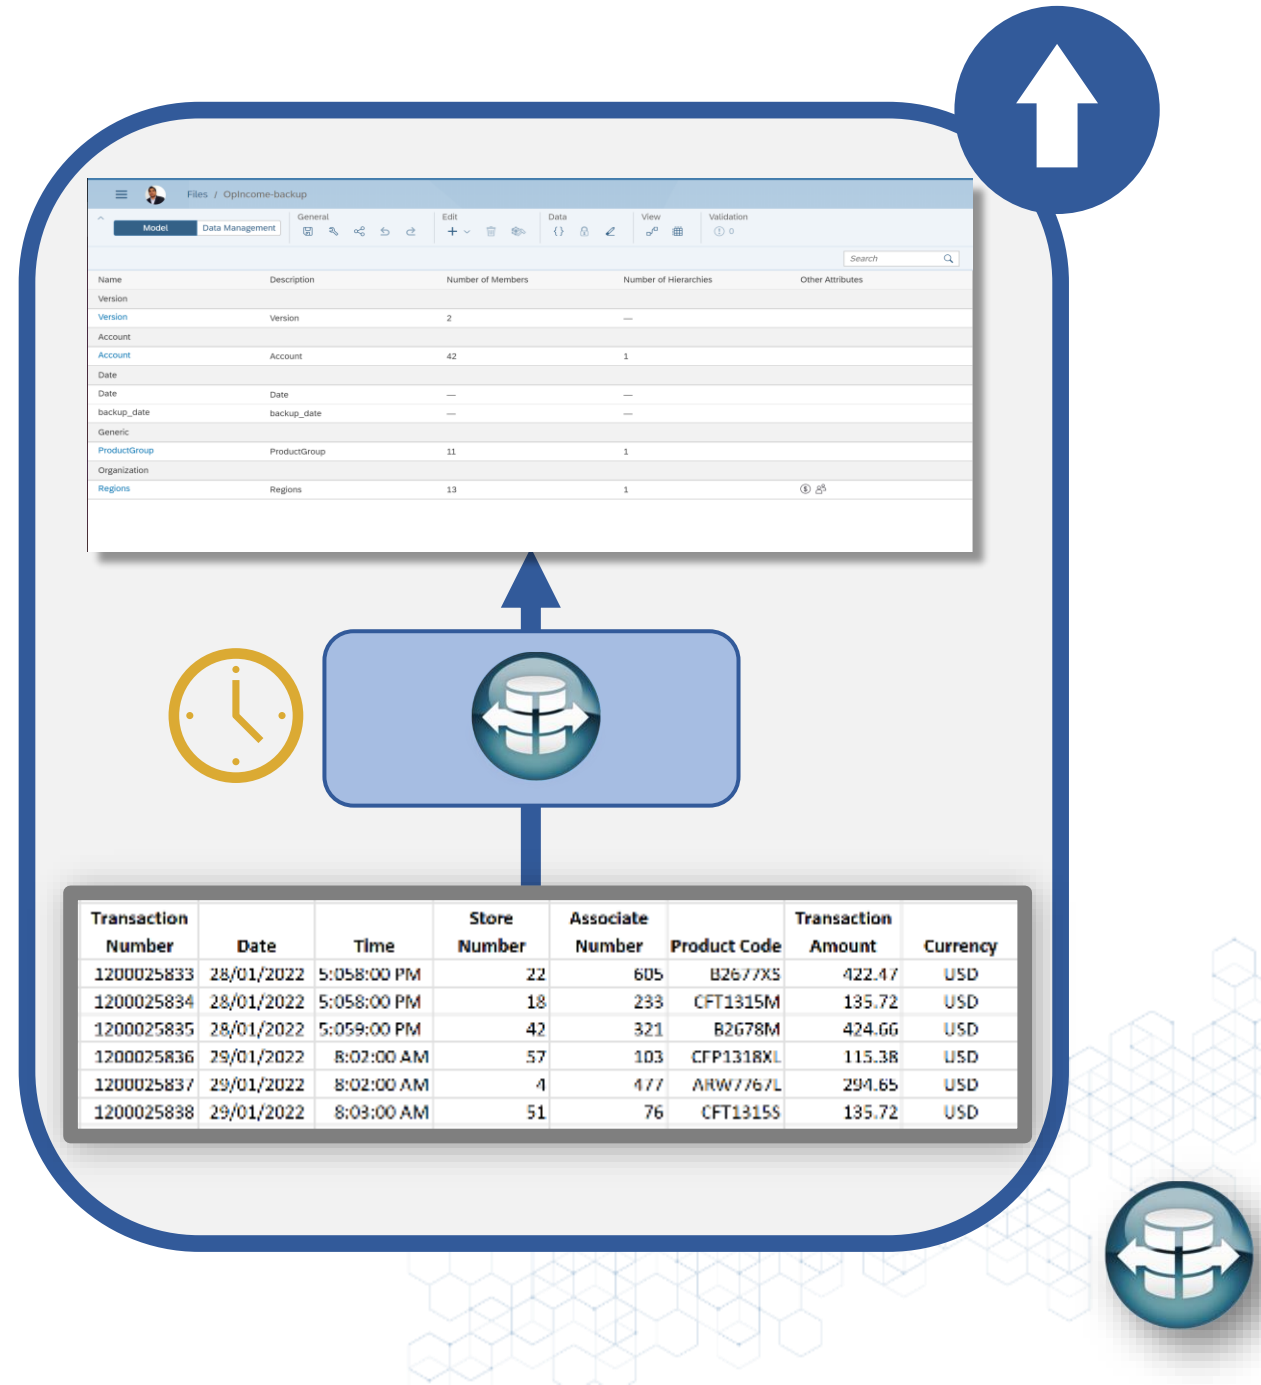 Files / OpIncome-backup
General Edit Data View Validation
Model Data Management 0
Search
Name Description Number of Members Number of Hierarchies Other Attributes
Version
Version Version 2 —
Account
Account Account 42 1
Date
Date Date — —
backup_date backup_date — —
Generic
ProductGroup ProductGroup 11 1
Organization
Regions Regions 13 1
Transaction Store Associate Transaction
Number Date Time Number Number Product Code Amount Currency
1200025833 28/01/2022 5:058:00 PM 22 605 B2677XS 422.47 USD
1200025834 28/01/2022 5:058:00 PM 18 233 CFT1315M 135.72 USD
1200025835 28/01/2022 5:059:00 PM 42 321 B2678M 424.66 USD
1200025836 29/01/2022 8:02:00 AM 57 103 CFP1318XL 115.38 USD
1200025837 29/01/2022 8:02:00 AM 4 477 ARW7767L 294.65 USD
1200025838 29/01/2022 8:03:00 AM 51 76 CFT1315S 135.72 USD